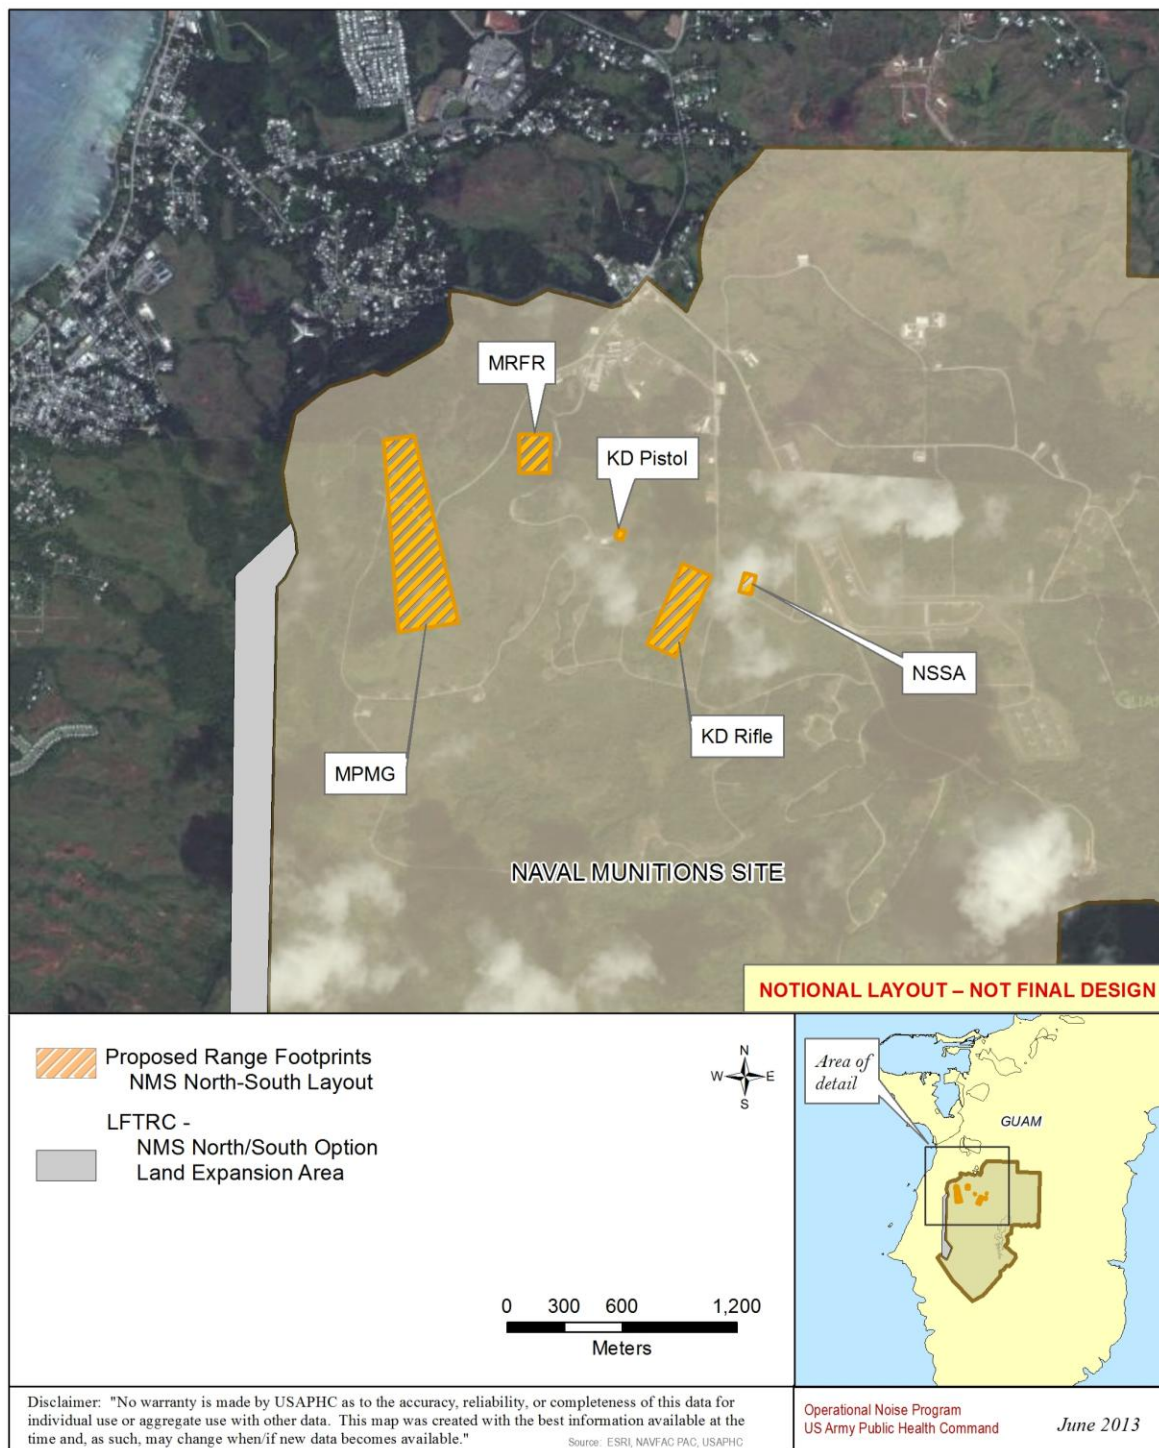 MRFR
KD Pistol
NSSA
KD Rifle
MPMG
NAVAL MUNITIONS SITE
NOTIONAL LAYOUT – NOT FINAL DESIGN
Proposed Range Footprints
NMS North-South Layout
LFTRC -
NMS North/South Option
Land Expansion Area
N
W E
S
0 300 600 1,200
Meters
Area of
detail
GUAM
Disclaimer: "No warranty is made by USAPHC as to the accuracy, reliability, or completeness of this data for
individual use or aggregate use with other data. This map was created with the best information available at the
time and, as such, may change when/if new data becomes available."
Source: ESRI, NAVFAC PAC, USAPHC
Operational Noise Program
US Army Public Health Command
June 2013